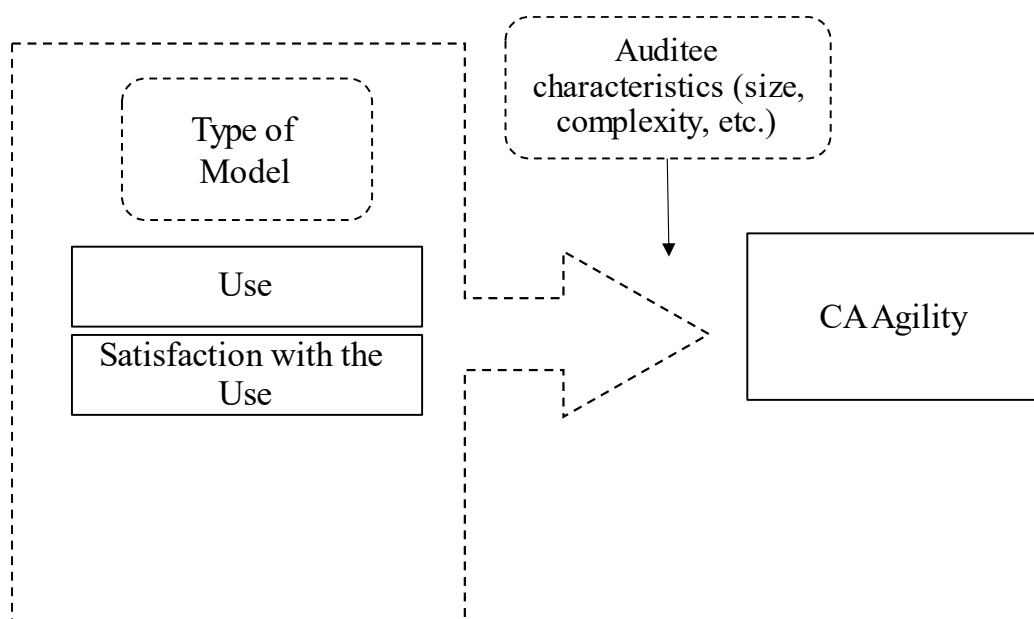 Auditee
characteristics (size,
complexity, etc.)
Type of
Model
Use
Satisfaction with the
Use
CA Agility